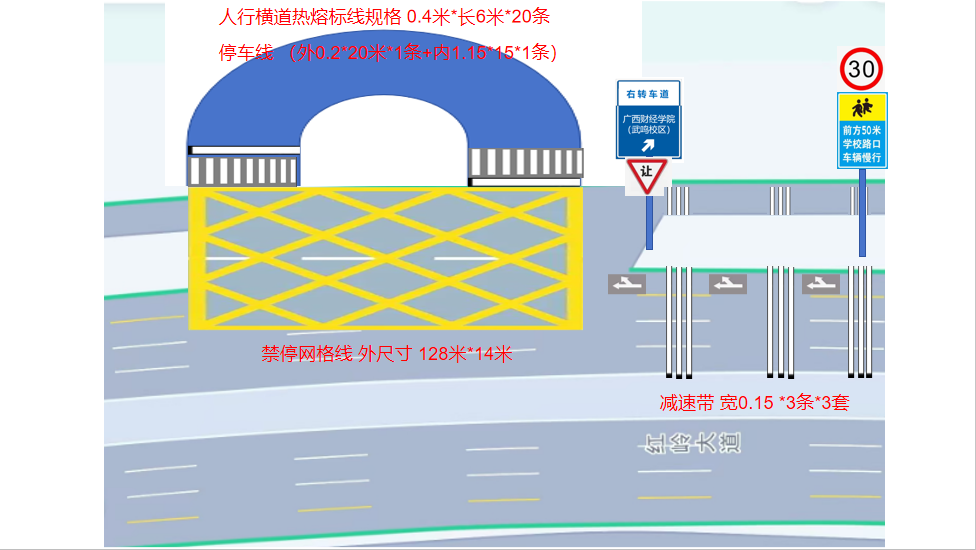 人行横道热熔标线规格 0.4米*长6米*20条
停车线 （外0.2*20米*1条+内1.15*15*1条）
30
右转车道
广西财经学院
（武鸣校区）
前方50米
学校路口
车辆慢行
让
禁停网格线 外尺寸 128米*14米
减速带 宽0.15 *3条*3套
红岭大道